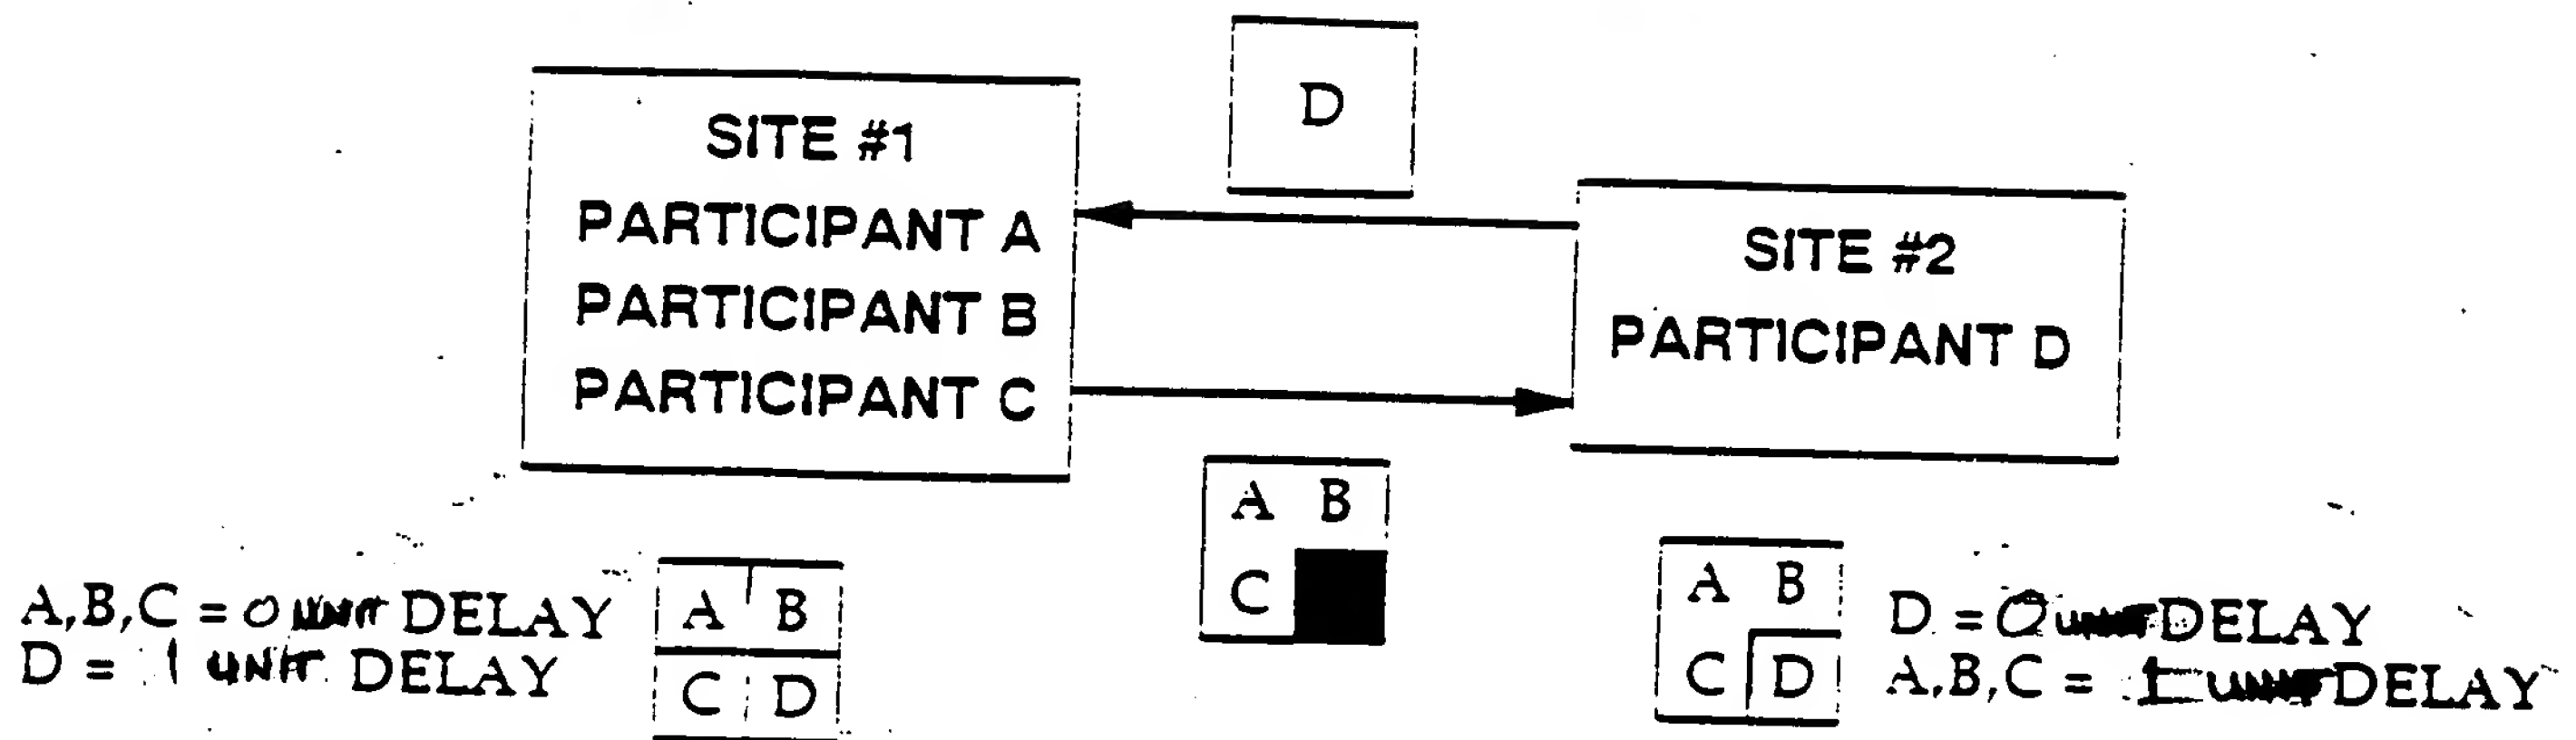 D
SITE #1
PARTICIPANT A
PARTICIPANT B
PARTICIPANT C
SITE #2
PARTICIPANT D
A B
C
A,B,C = 0 UNIT DELAY
D = 1 UNIT DELAY
A B
C D
A B
C D
D = 0 DELAY
A,B,C = 1 DELAY